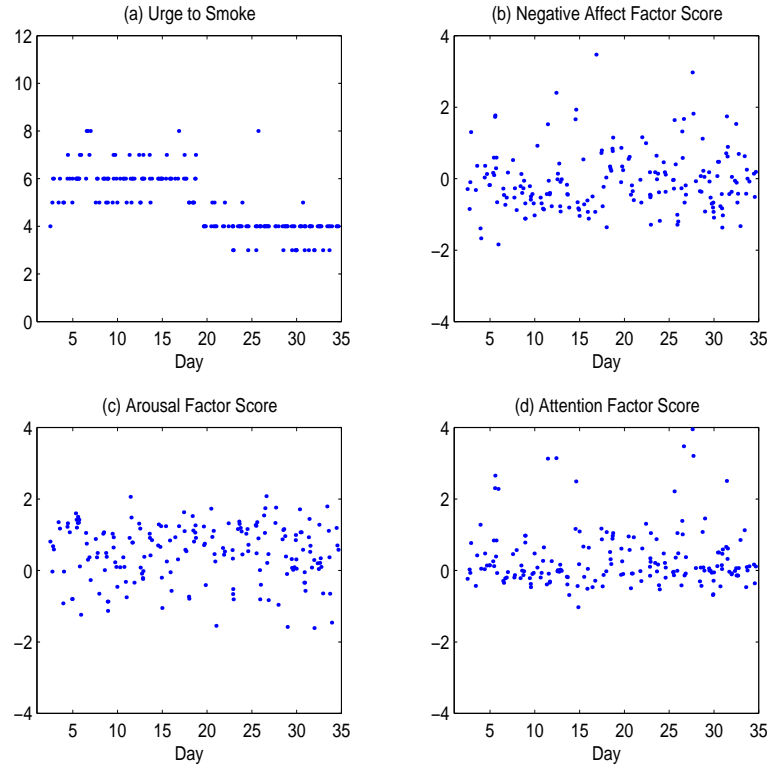 (a) Urge to Smoke
12
10
8
6
4
2
0
5 10 15 20 25 30 35
Day
(b) Negative Affect Factor Score
4
2
0
−2
−4
5 10 15 20 25 30 35
Day
(c) Arousal Factor Score
4
2
0
−2
−4
5 10 15 20 25 30 35
Day
(d) Attention Factor Score
4
2
0
−2
−4
5 10 15 20 25 30 35
Day